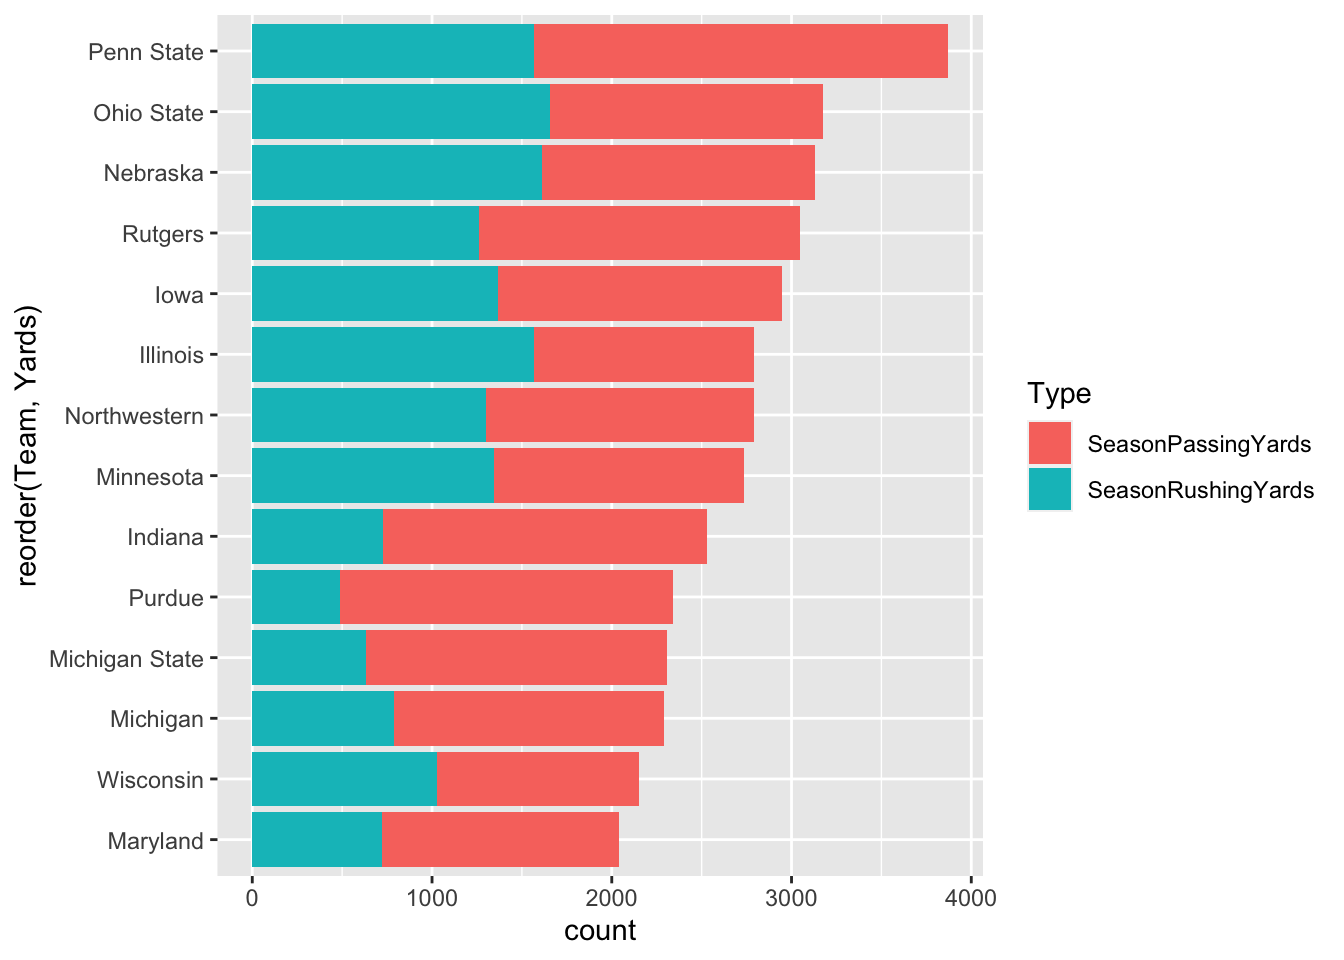 reorder(Team, Yards)
Penn State
Ohio State
Nebraska
Rutgers
Iowa
Illinois
Northwestern
Minnesota
Indiana
Purdue
Michigan State
Michigan
Wisconsin
Maryland
0 1000 2000 3000 4000
count
Type
SeasonPassingYards
SeasonRushingYards